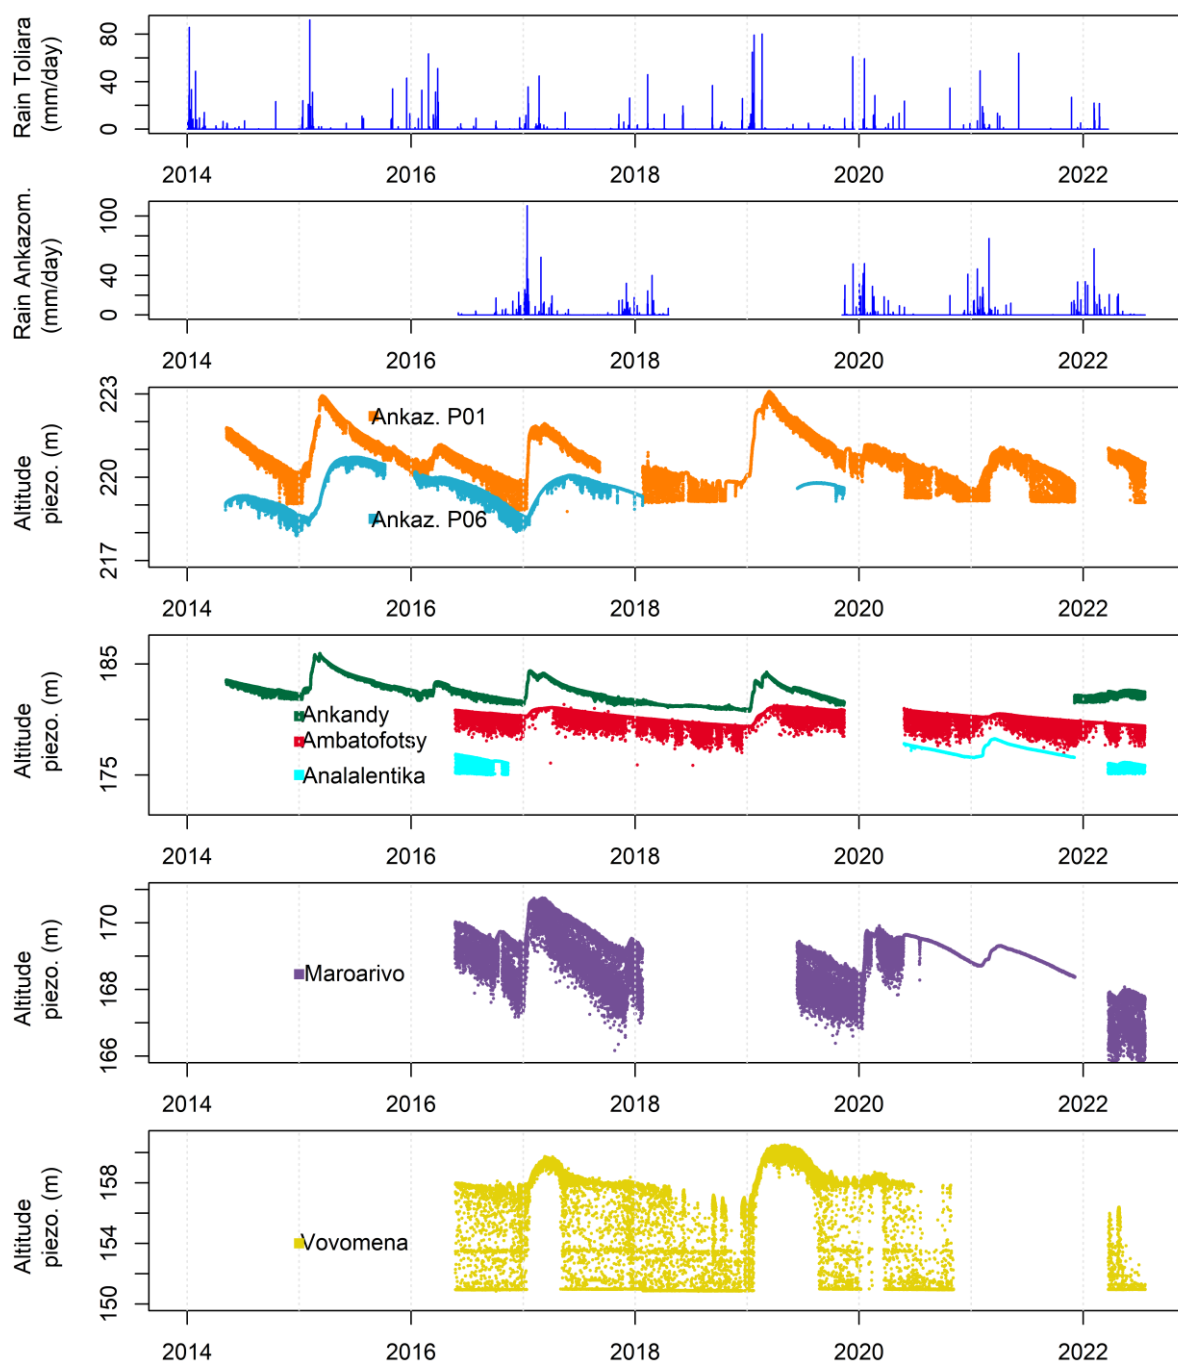 Rain Toliara
(mm/day)
0 40 80
2014 2016 2018 2020 2022
Rain Ankazom.
(mm/day)
0 40 100
2014 2016 2018 2020 2022
Altitude
piezo. (m)
217 220 223
Ankaz. P01
Ankaz. P06
2014 2016 2018 2020 2022
Altitude
piezo. (m)
175 185
Ankandy
Ambatofotsy
Analalentika
2014 2016 2018 2020 2022
Altitude
piezo. (m)
166 168 170
Maroarivo
2014 2016 2018 2020 2022
Altitude
piezo. (m)
150 154 158
Vovomena
2014 2016 2018 2020 2022